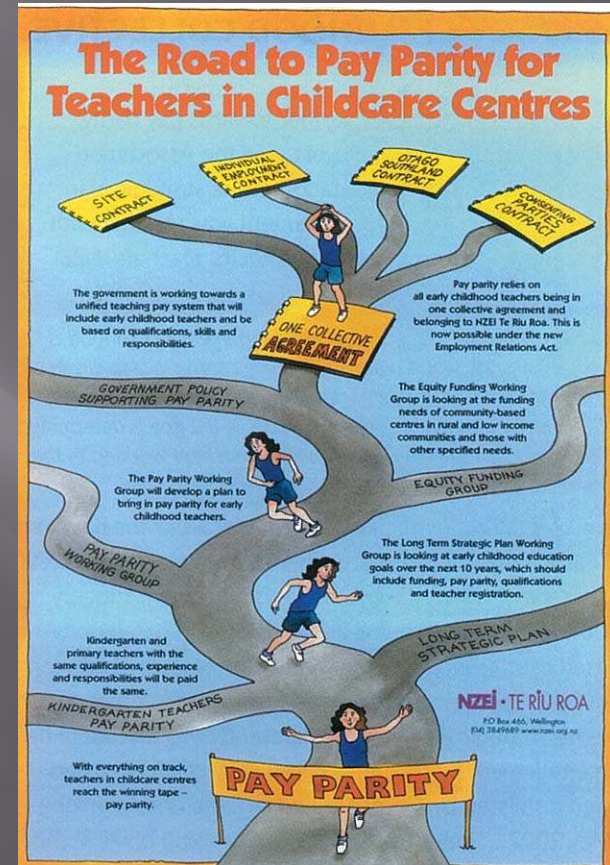 The Road to Pay Parity for
Teachers in Childcare Centres
SITE
CONTRACT
INDIVIDUAL
EMPLOYMENT
CONTRACT
OTAGO
SOUTHLAND
CONTRACT
CONSENTING
PARTIES
CONTRACT
The government is working towards a
unified teaching pay system that will
include early childhood teachers and be
based on qualifications, skills and
responsibilities.
ONE COLLECTIVE
AGREEMENT
Pay parity relies on
all early childhood teachers being in
one collective agreement and
belonging to NZEI Te Riu Roa. This is
now possible under the new
Employment Relations Act.
GOVERNMENT POLICY
SUPPORTING PAY PARITY
The Equity Funding Working
Group is looking at the funding
needs of community-based
centres in rural and low income
communities and those with
other specified needs.
EQUITY FUNDING
GROUP
The Pay Parity Working
Group will develop a plan to
bring in pay parity for early
childhood teachers.
PAY PARITY
WORKING GROUP
The Long Term Strategic Plan Working
Group is looking at early childhood education
goals over the next 10 years, which should
include funding, pay parity, qualifications
and teacher registration.
LONG TERM
STRATEGIC PLAN
Kindergarten and
primary teachers with the
same qualifications, experience
and responsibilities will be paid
the same.
KINDERGARTEN TEACHERS
PAY PARITY
NZEI • TE RIU ROA
P.O Box 466, Wellington
(04) 3849689 www.nzei.org.nz
With everything on track,
teachers in childcare centres
reach the winning tape –
pay parity.
PAY PARITY